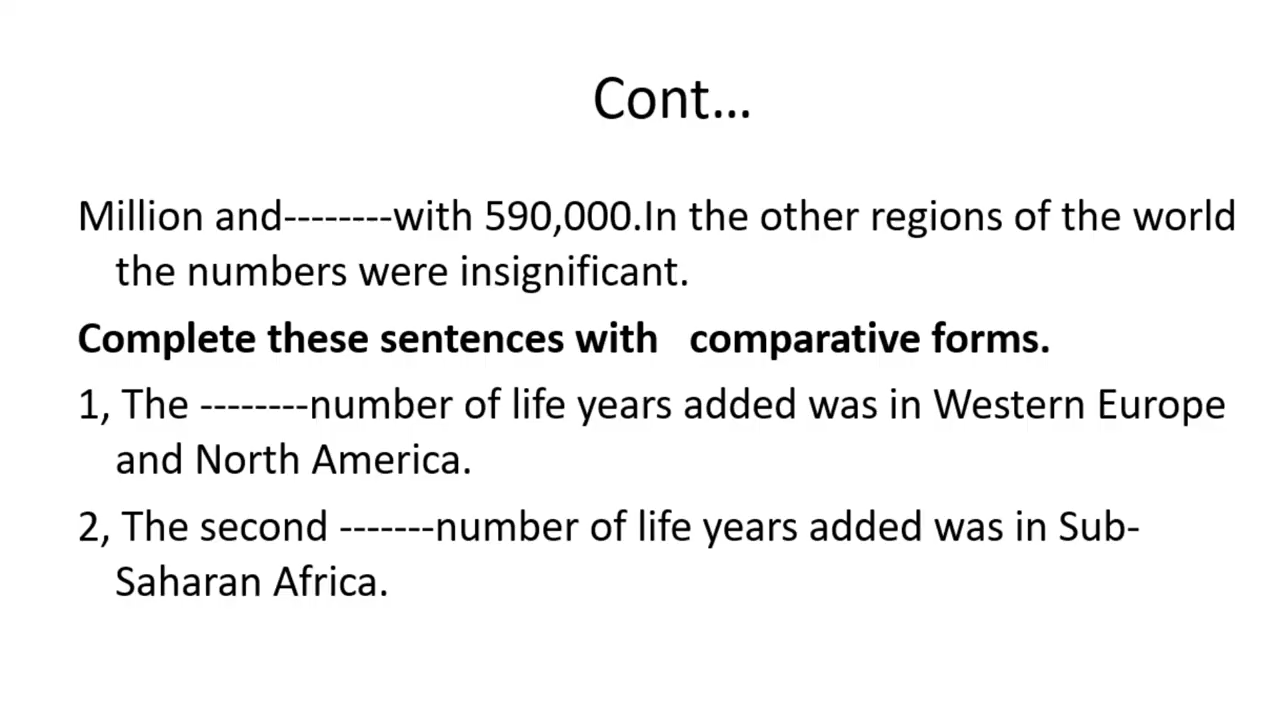 Cont...
Million and--------with 590,000.In the other regions of the world
the numbers were insignificant.
Complete these sentences with   comparative forms.
1, The --------number of life years added was in Western Europe
and North America.
2, The second -------number of life years added was in Sub-
Saharan Africa.